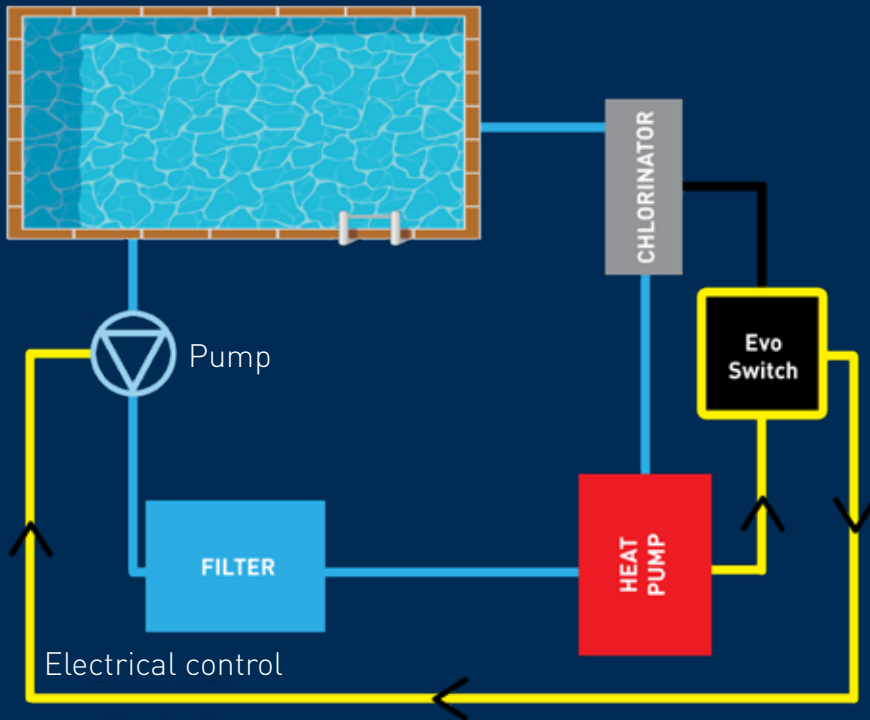 CHLORINATOR
Evo
Switch
Pump
FILTER
HEAT
PUMP
Electrical control